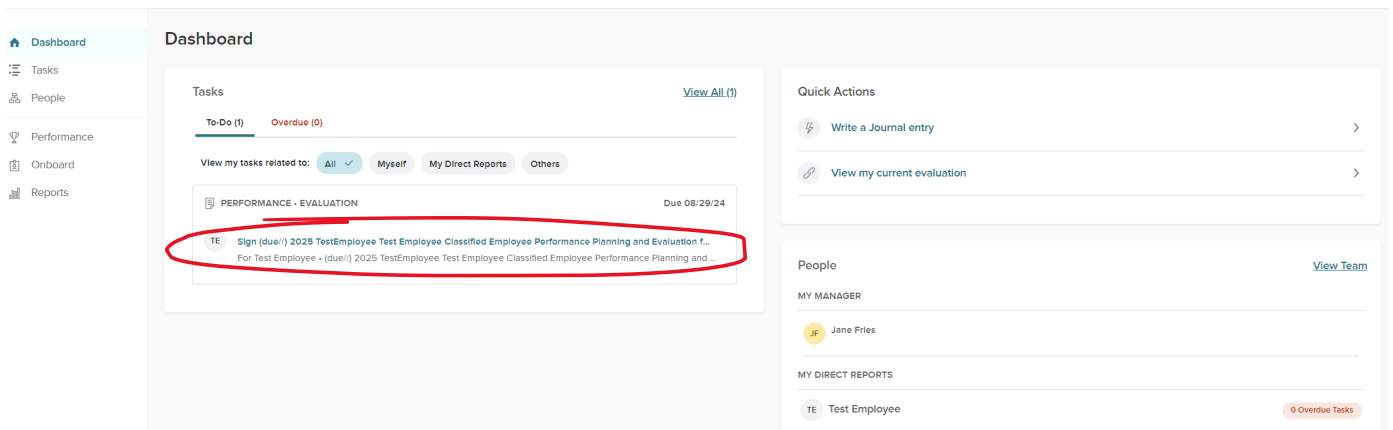 Dashboard
Tasks
People
Performance
Onboard
Reports
Dashboard
Tasks
View All (1)
To-Do (1)
Overdue (0)
View my tasks related to:
All
Myself
My Direct Reports
Others
PERFORMANCE • EVALUATION
Due 08/29/24
TE
Sign (due//) 2025 TestEmployee Test Employee Classified Employee Performance Planning and Evaluation f...
For Test Employee • (due//) 2025 TestEmployee Test Employee Classified Employee Performance Planning and ...
Quick Actions
Write a Journal entry
View my current evaluation
People
View Team
MY MANAGER
JF
Jane Fries
MY DIRECT REPORTS
TE
Test Employee
0 Overdue Tasks